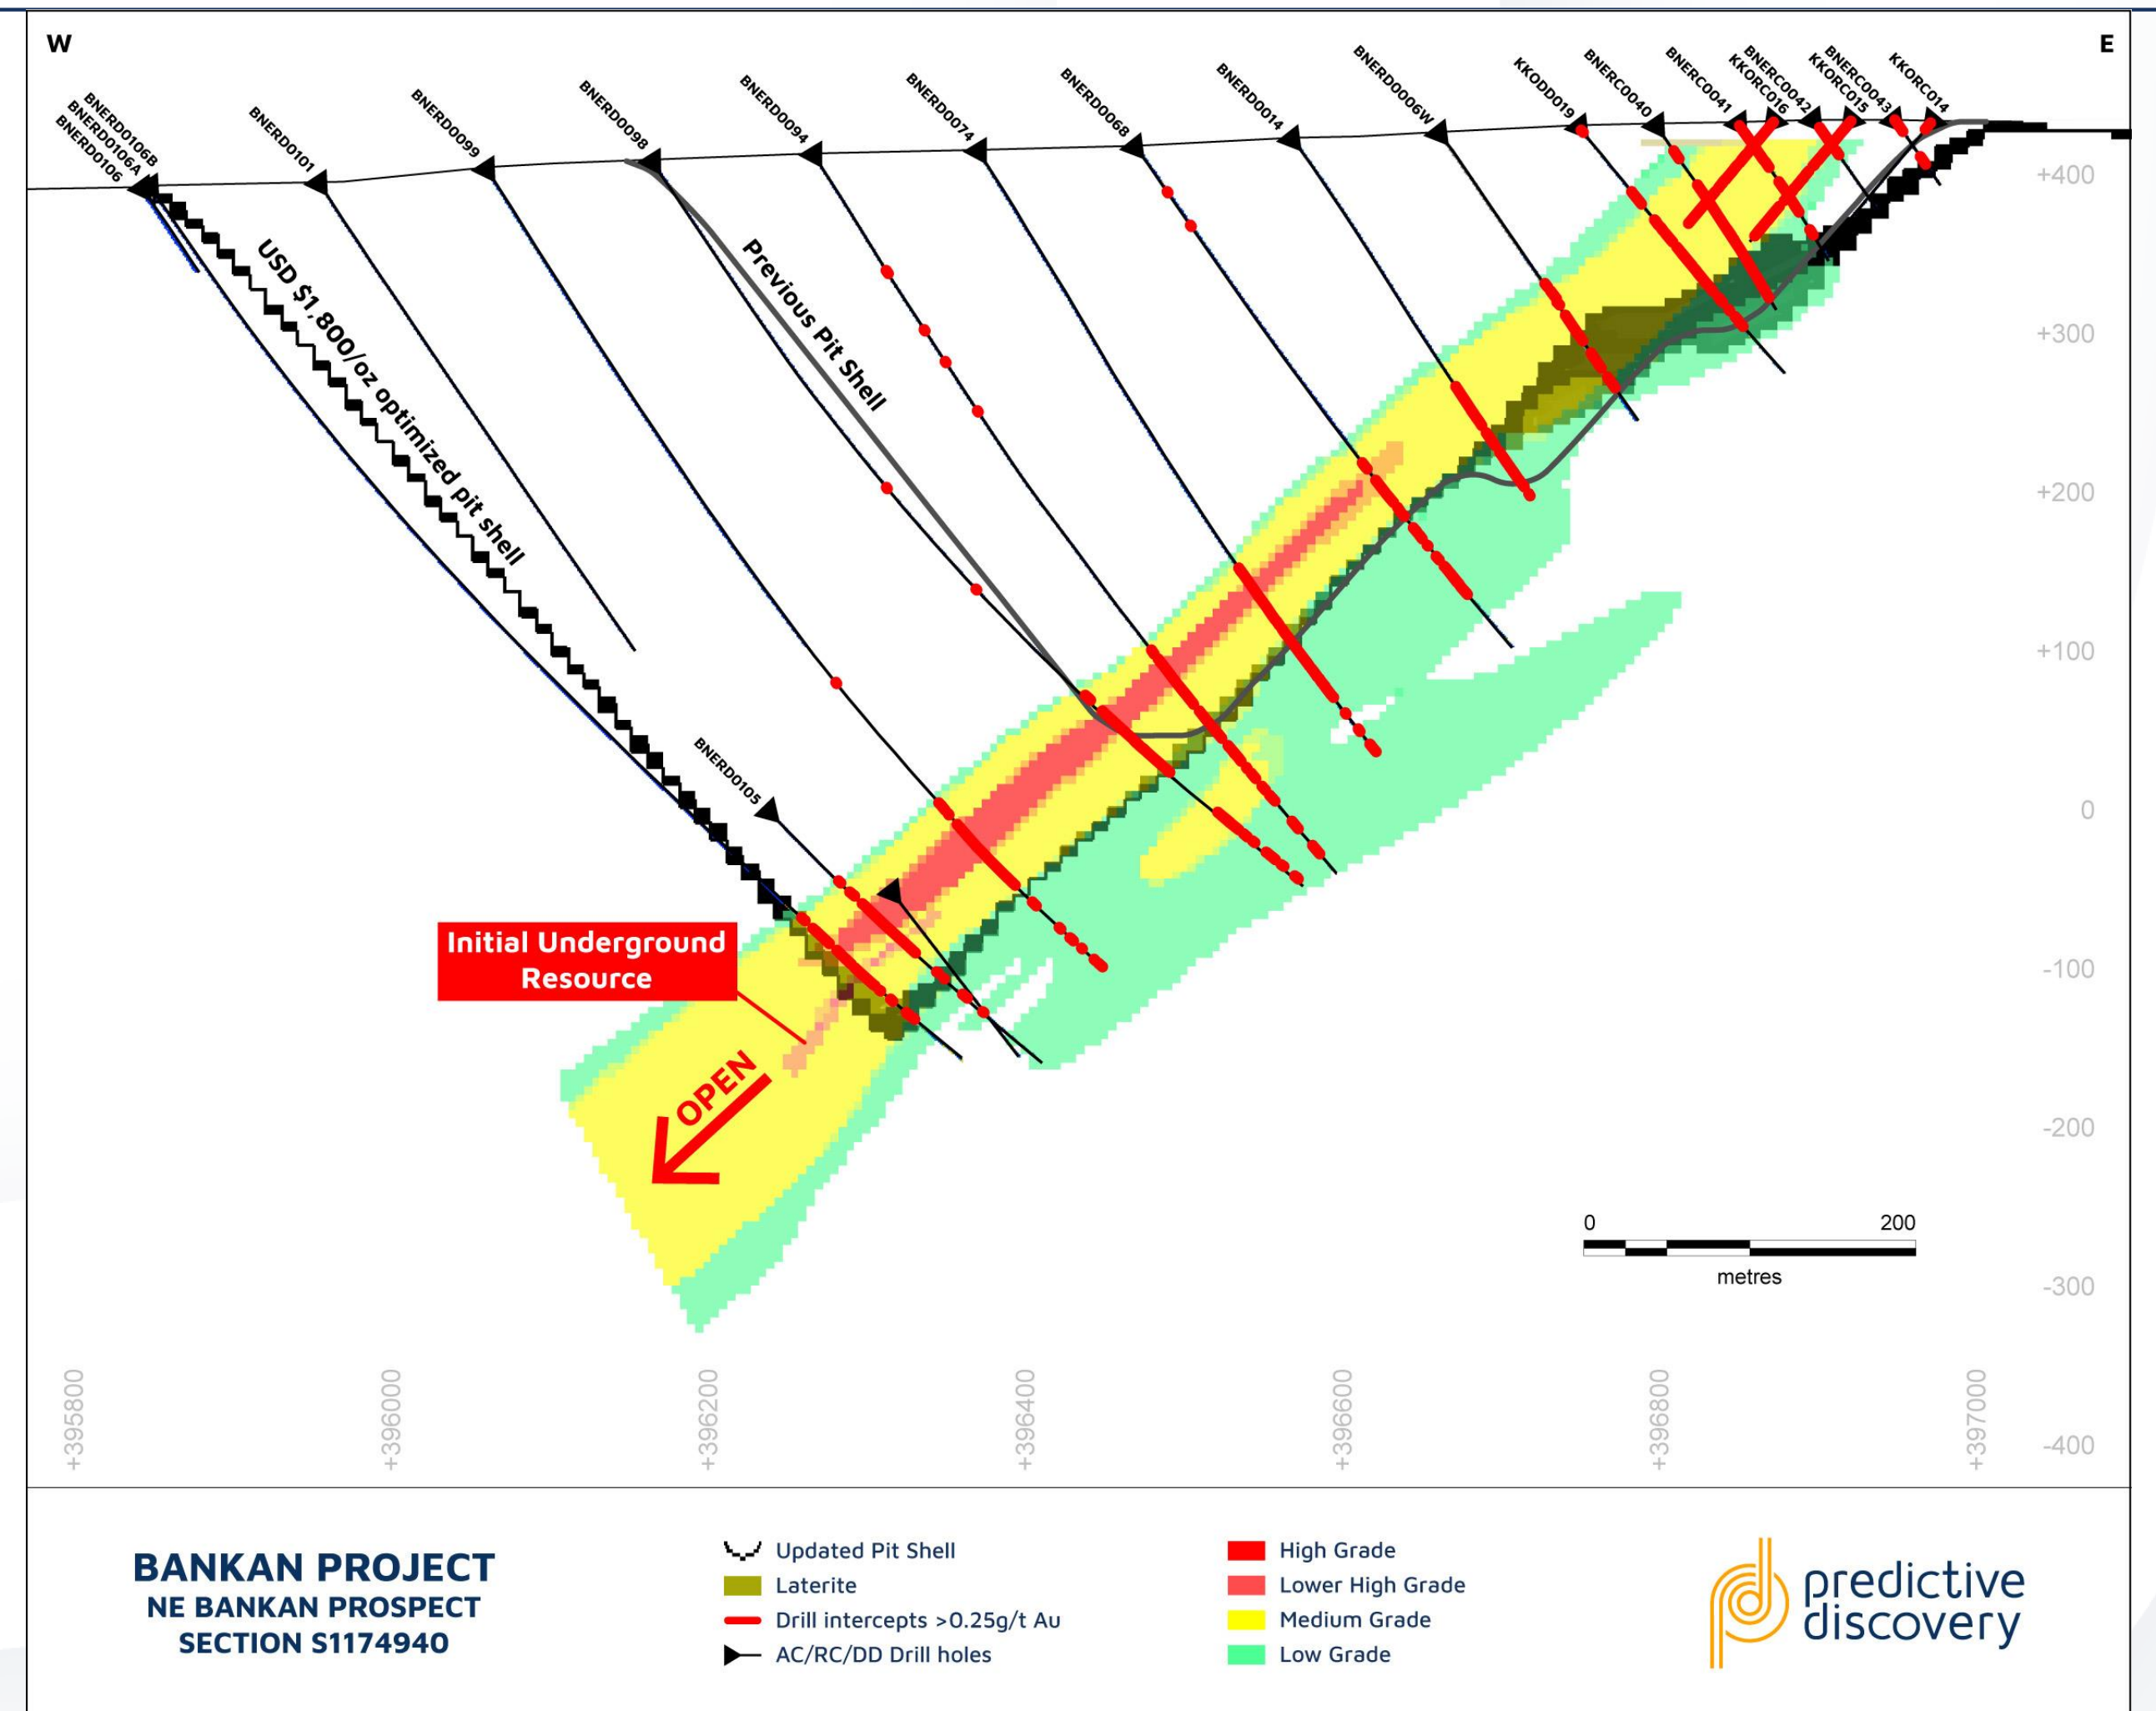 W
E
BNERD0106B
BNERD0106A
BNERD0106
BNERD0101
BNERD0099
BNERD0098
BNERD0094
BNERD0074
BNERD0068
BNERD0014
BNERD0006W
KKODD019
BNERC0040
BNERC0041
KKORC016
BNERC0042
KKORC015
BNERC0043
KKORC014
USD $1,800/oz optimized pit shell
Previous Pit Shell
BNERD0105
Initial Underground
Resource
OPEN
+400
+300
+200
+100
0
-100
-200
-300
-400
0 200
metres
+395800
+396000
+396200
+396400
+396600
+396800
+397000
BANKAN PROJECT
NE BANKAN PROSPECT
SECTION S1174940
Updated Pit Shell
Laterite
Drill intercepts >0.25g/t Au
AC/RC/DD Drill holes
High Grade
Lower High Grade
Medium Grade
Low Grade
predictive
discovery